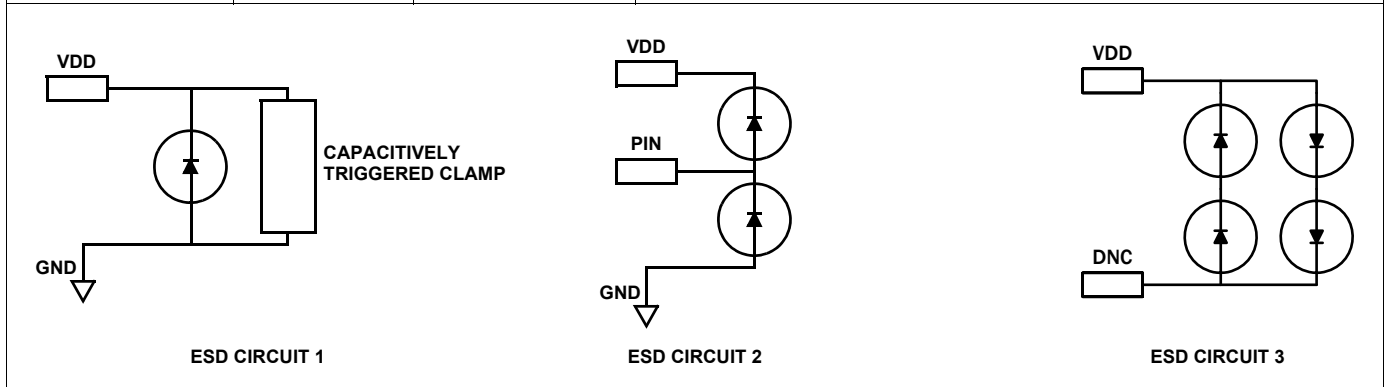 VDD
CAPACITIVELY
TRIGGERED CLAMP
GND
ESD CIRCUIT 1
VDD
PIN
GND
ESD CIRCUIT 2
VDD
DNC
ESD CIRCUIT 3